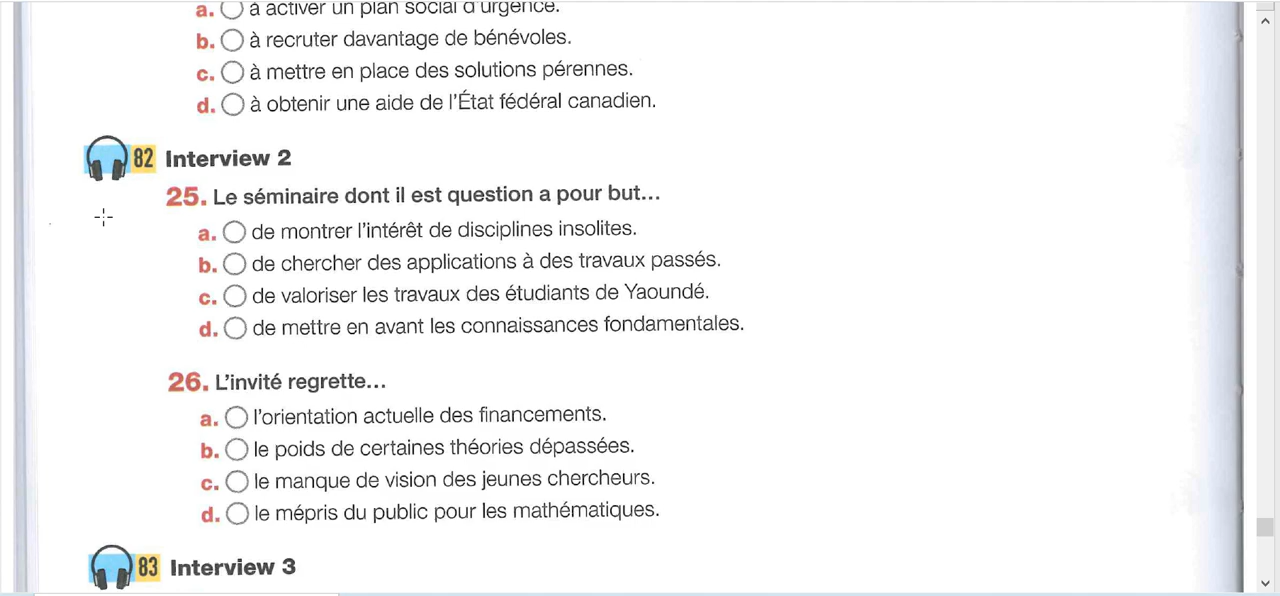 a. à activer un plan social d'urgence.
b. à recruter davantage de bénévoles.
c. à mettre en place des solutions pérennes.
d. à obtenir une aide de l'État fédéral canadien.
82 Interview 2
25. Le séminaire dont il est question a pour but...
a. de montrer l'intérêt de disciplines insolites.
b. de chercher des applications à des travaux passés.
c. de valoriser les travaux des étudiants de Yaoundé.
d. de mettre en avant les connaissances fondamentales.
26. L'invité regrette...
a. l'orientation actuelle des financements.
b. le poids de certaines théories dépassées.
c. le manque de vision des jeunes chercheurs.
d. le mépris du public pour les mathématiques.
83 Interview 3